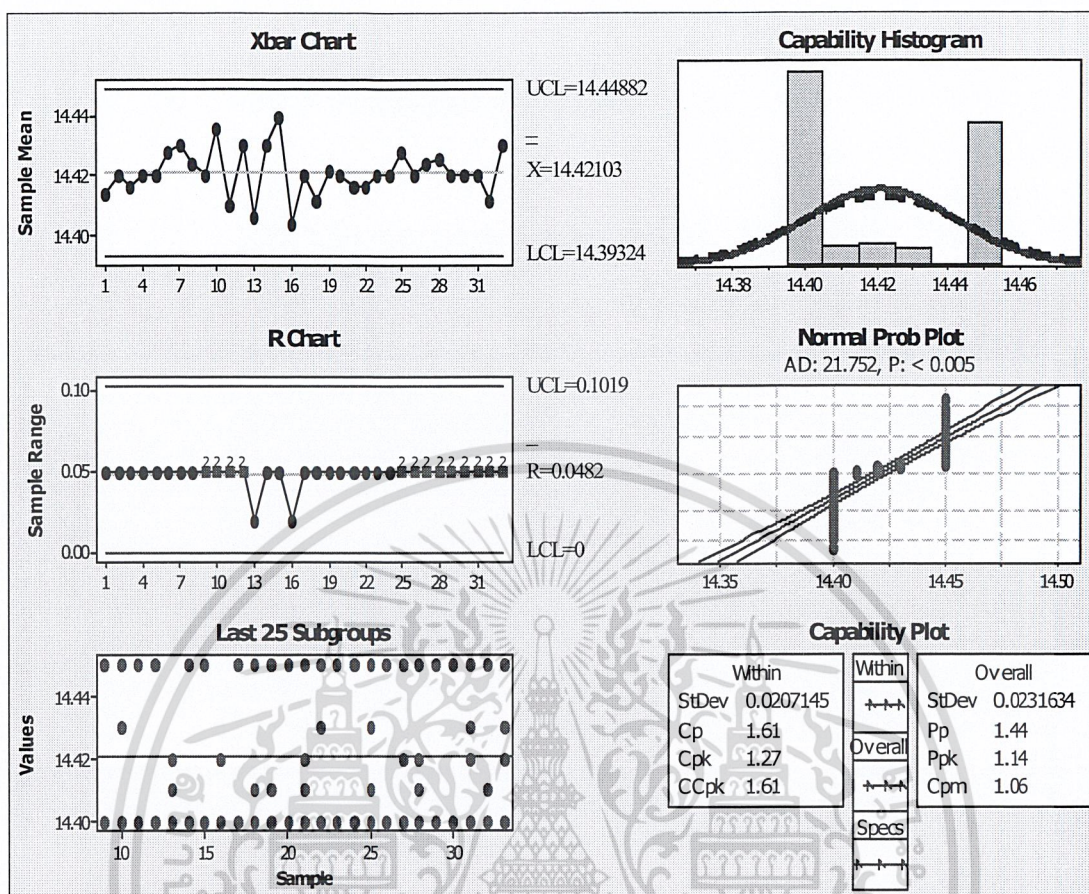 Xbar Chart
Sample Mean
14.44
14.42
14.40
1 4 7 10 13 16 19 22 25 28 31
UCL=14.44882
X=14.42103
LCL=14.39324
Capability Histogram
14.38 14.40 14.42 14.44 14.46
R Chart
Sample Range
0.10
0.05
0.00
2 2 2 2
2 2 2 2 2 2 2 2 2
1 4 7 10 13 16 19 22 25 28 31
UCL=0.1019
R=0.0482
LCL=0
Normal Prob Plot
AD: 21.752, P: < 0.005
14.35 14.40 14.45 14.50
Last 25 Subgroups
Values
14.44
14.42
14.40
10 15 20 25 30
Sample
Capability Plot
Within
StDev 0.0207145
Cp 1.61
Cpk 1.27
CCpk 1.61
Within
Overall
Specs
Overall
StDev 0.0231634
Pp 1.44
Ppk 1.14
Cpm 1.06